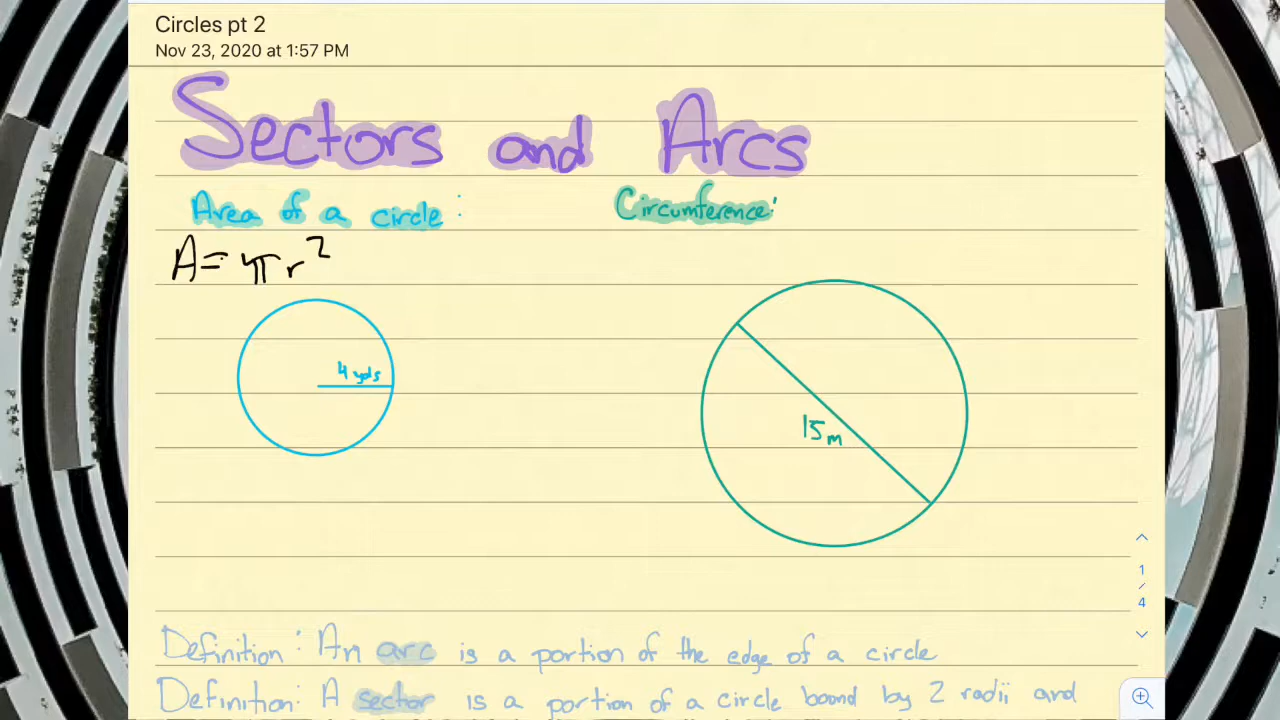 Circles pt 2
Nov 23, 2020 at 1:57 PM
Sectors and Arcs
Area of a circle:
Circumference:
A = πr²
4 yds
15 m
1
/
4
Definition: An arc is a portion of the edge of a circle
Definition: A sector is a portion of a circle bound by 2 radii and